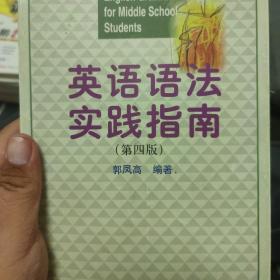 for Middle School
Students
英语语法
实践指南
(第四版)
郭凤高 编著